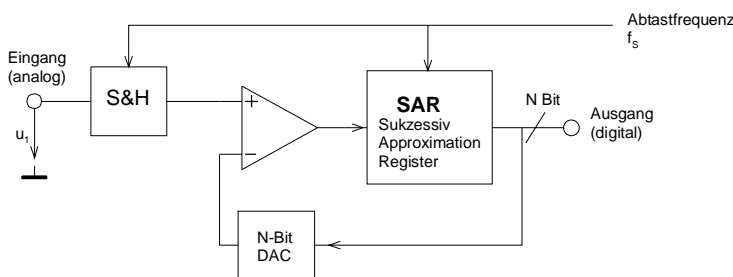 Abtastfrequenz
f_S
Eingang
(analog)
S&H
u_1
+
−
SAR
Sukzessiv
Approximation
Register
N Bit
Ausgang
(digital)
N-Bit
DAC